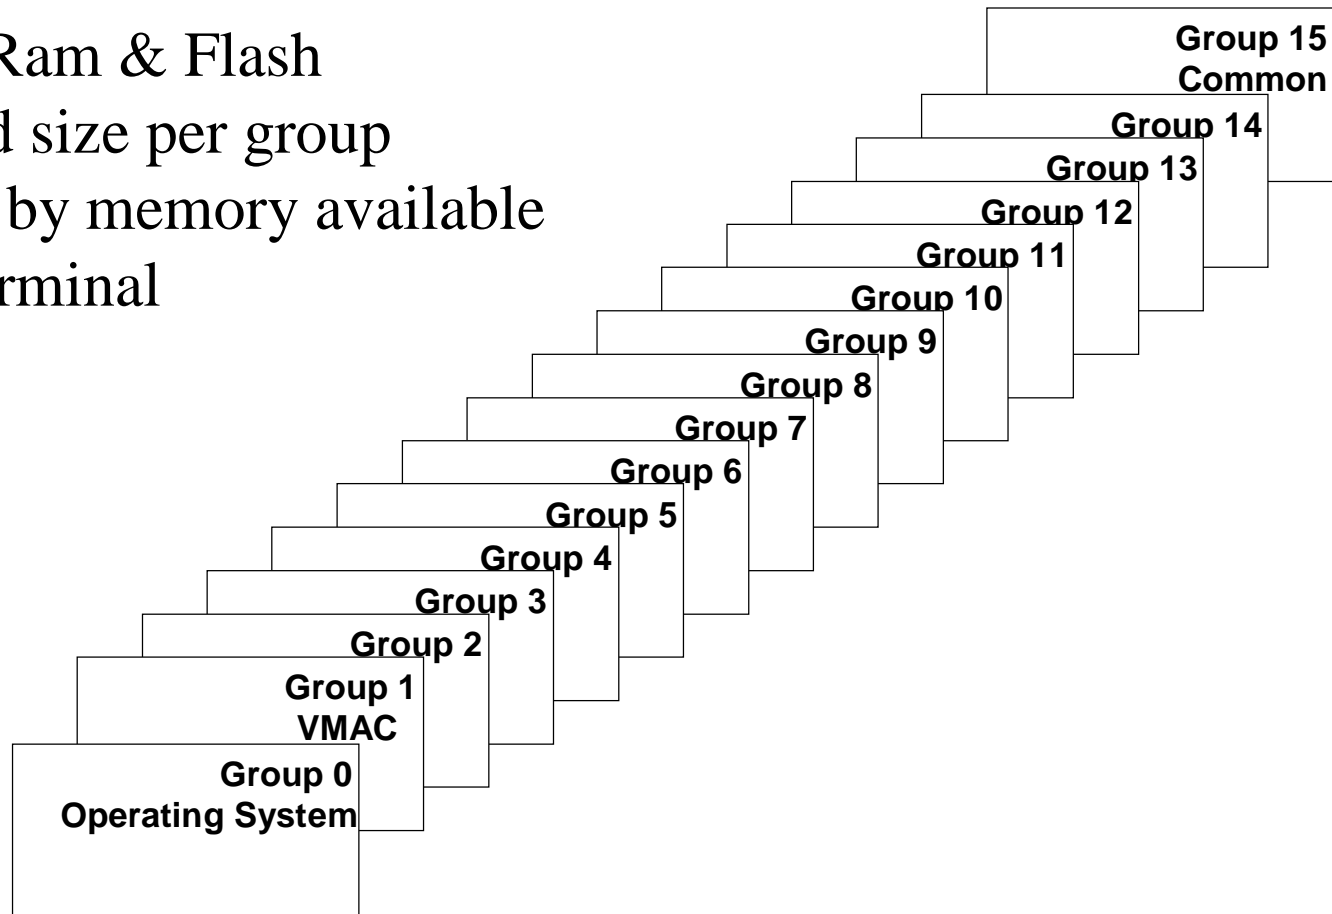 Ram & Flash
size per group
by memory available
Group 15
Common
Group 14
Group 13
Group 12
Group 11
Group 10
Group 9
Group 8
Group 7
Group 6
Group 5
Group 4
Group 3
Group 2
Group 1
VMAC
Group 0
Operating System